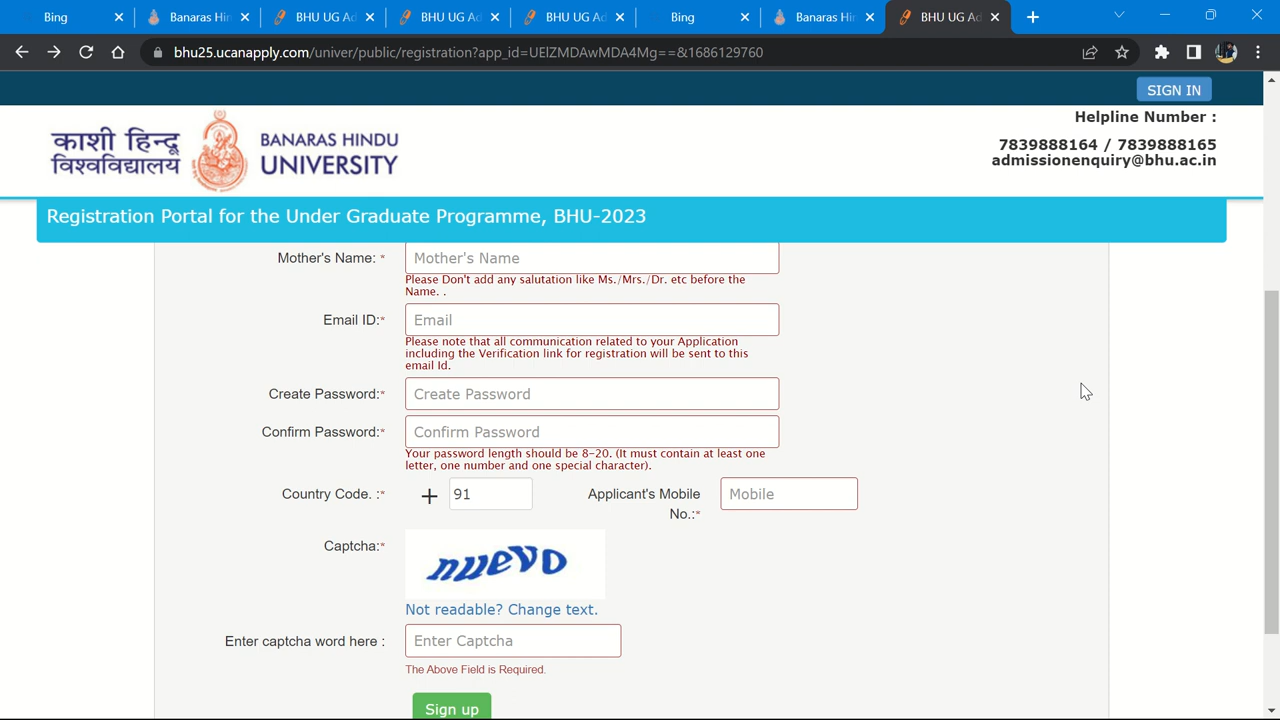 Bing
Banaras Hin
BHU UG Ad
BHU UG Ad
BHU UG Ad
Bing
Banaras Hin
BHU UG Ad
bhu25.ucanapply.com/univer/public/registration?app_id=UElZMDAwMDA4Mg==&1686129760
SIGN IN
काशी हिन्दू
विश्वविद्यालय
BANARAS HINDU
UNIVERSITY
Helpline Number :
7839888164 / 7839888165
admissionenquiry@bhu.ac.in
Registration Portal for the Under Graduate Programme, BHU-2023
Mother's Name: *
Mother's Name
Please Don't add any salutation like Ms./Mrs./Dr. etc before the
Name. .
Email ID:*
Email
Please note that all communication related to your Application
including the Verification link for registration will be sent to this
email Id.
Create Password:*
Create Password
Confirm Password:*
Confirm Password
Your password length should be 8-20. (It must contain at least one
letter, one number and one special character).
Country Code. :*
+ 91
Applicant's Mobile
No.:*
Mobile
Captcha:*
nuevo
Not readable? Change text.
Enter captcha word here :
Enter Captcha
The Above Field is Required.
Sign up